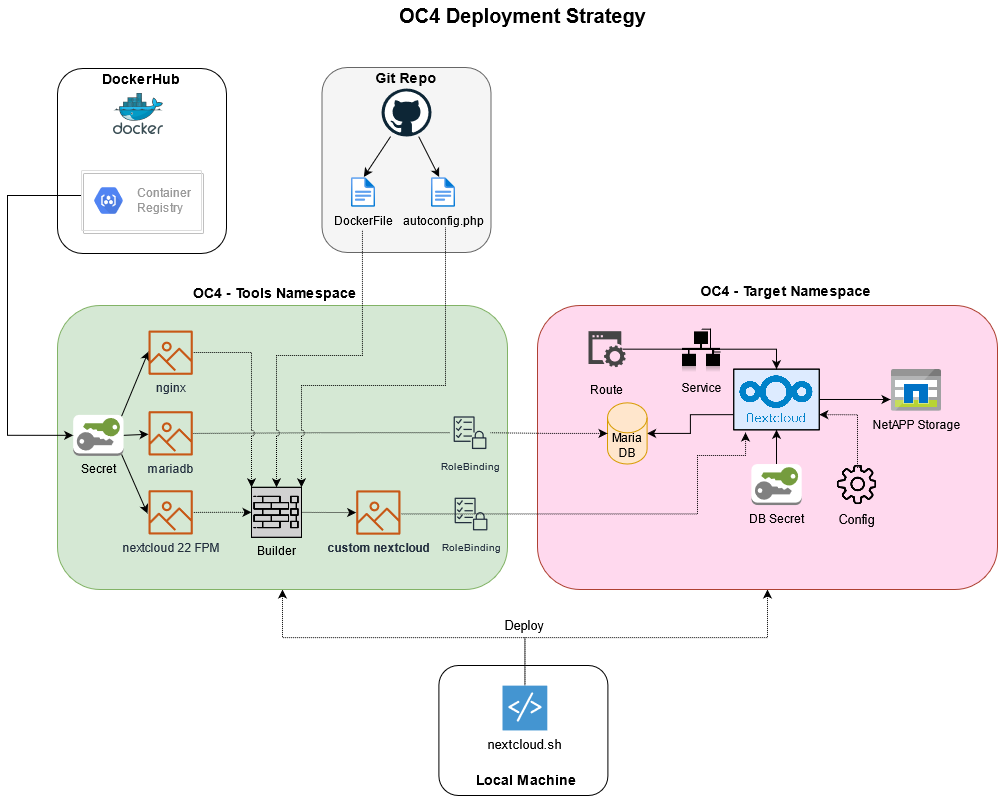 OC4 Deployment Strategy
DockerHub
docker
Container
Registry
Git Repo
DockerFile
autoconfig.php
OC4 - Tools Namespace
nginx
Secret
mariadb
nextcloud 22 FPM
Builder
custom nextcloud
RoleBinding
RoleBinding
OC4 - Target Namespace
Route
Service
Nextcloud
NetAPP Storage
Maria
DB
DB Secret
Config
Deploy
nextcloud.sh
Local Machine